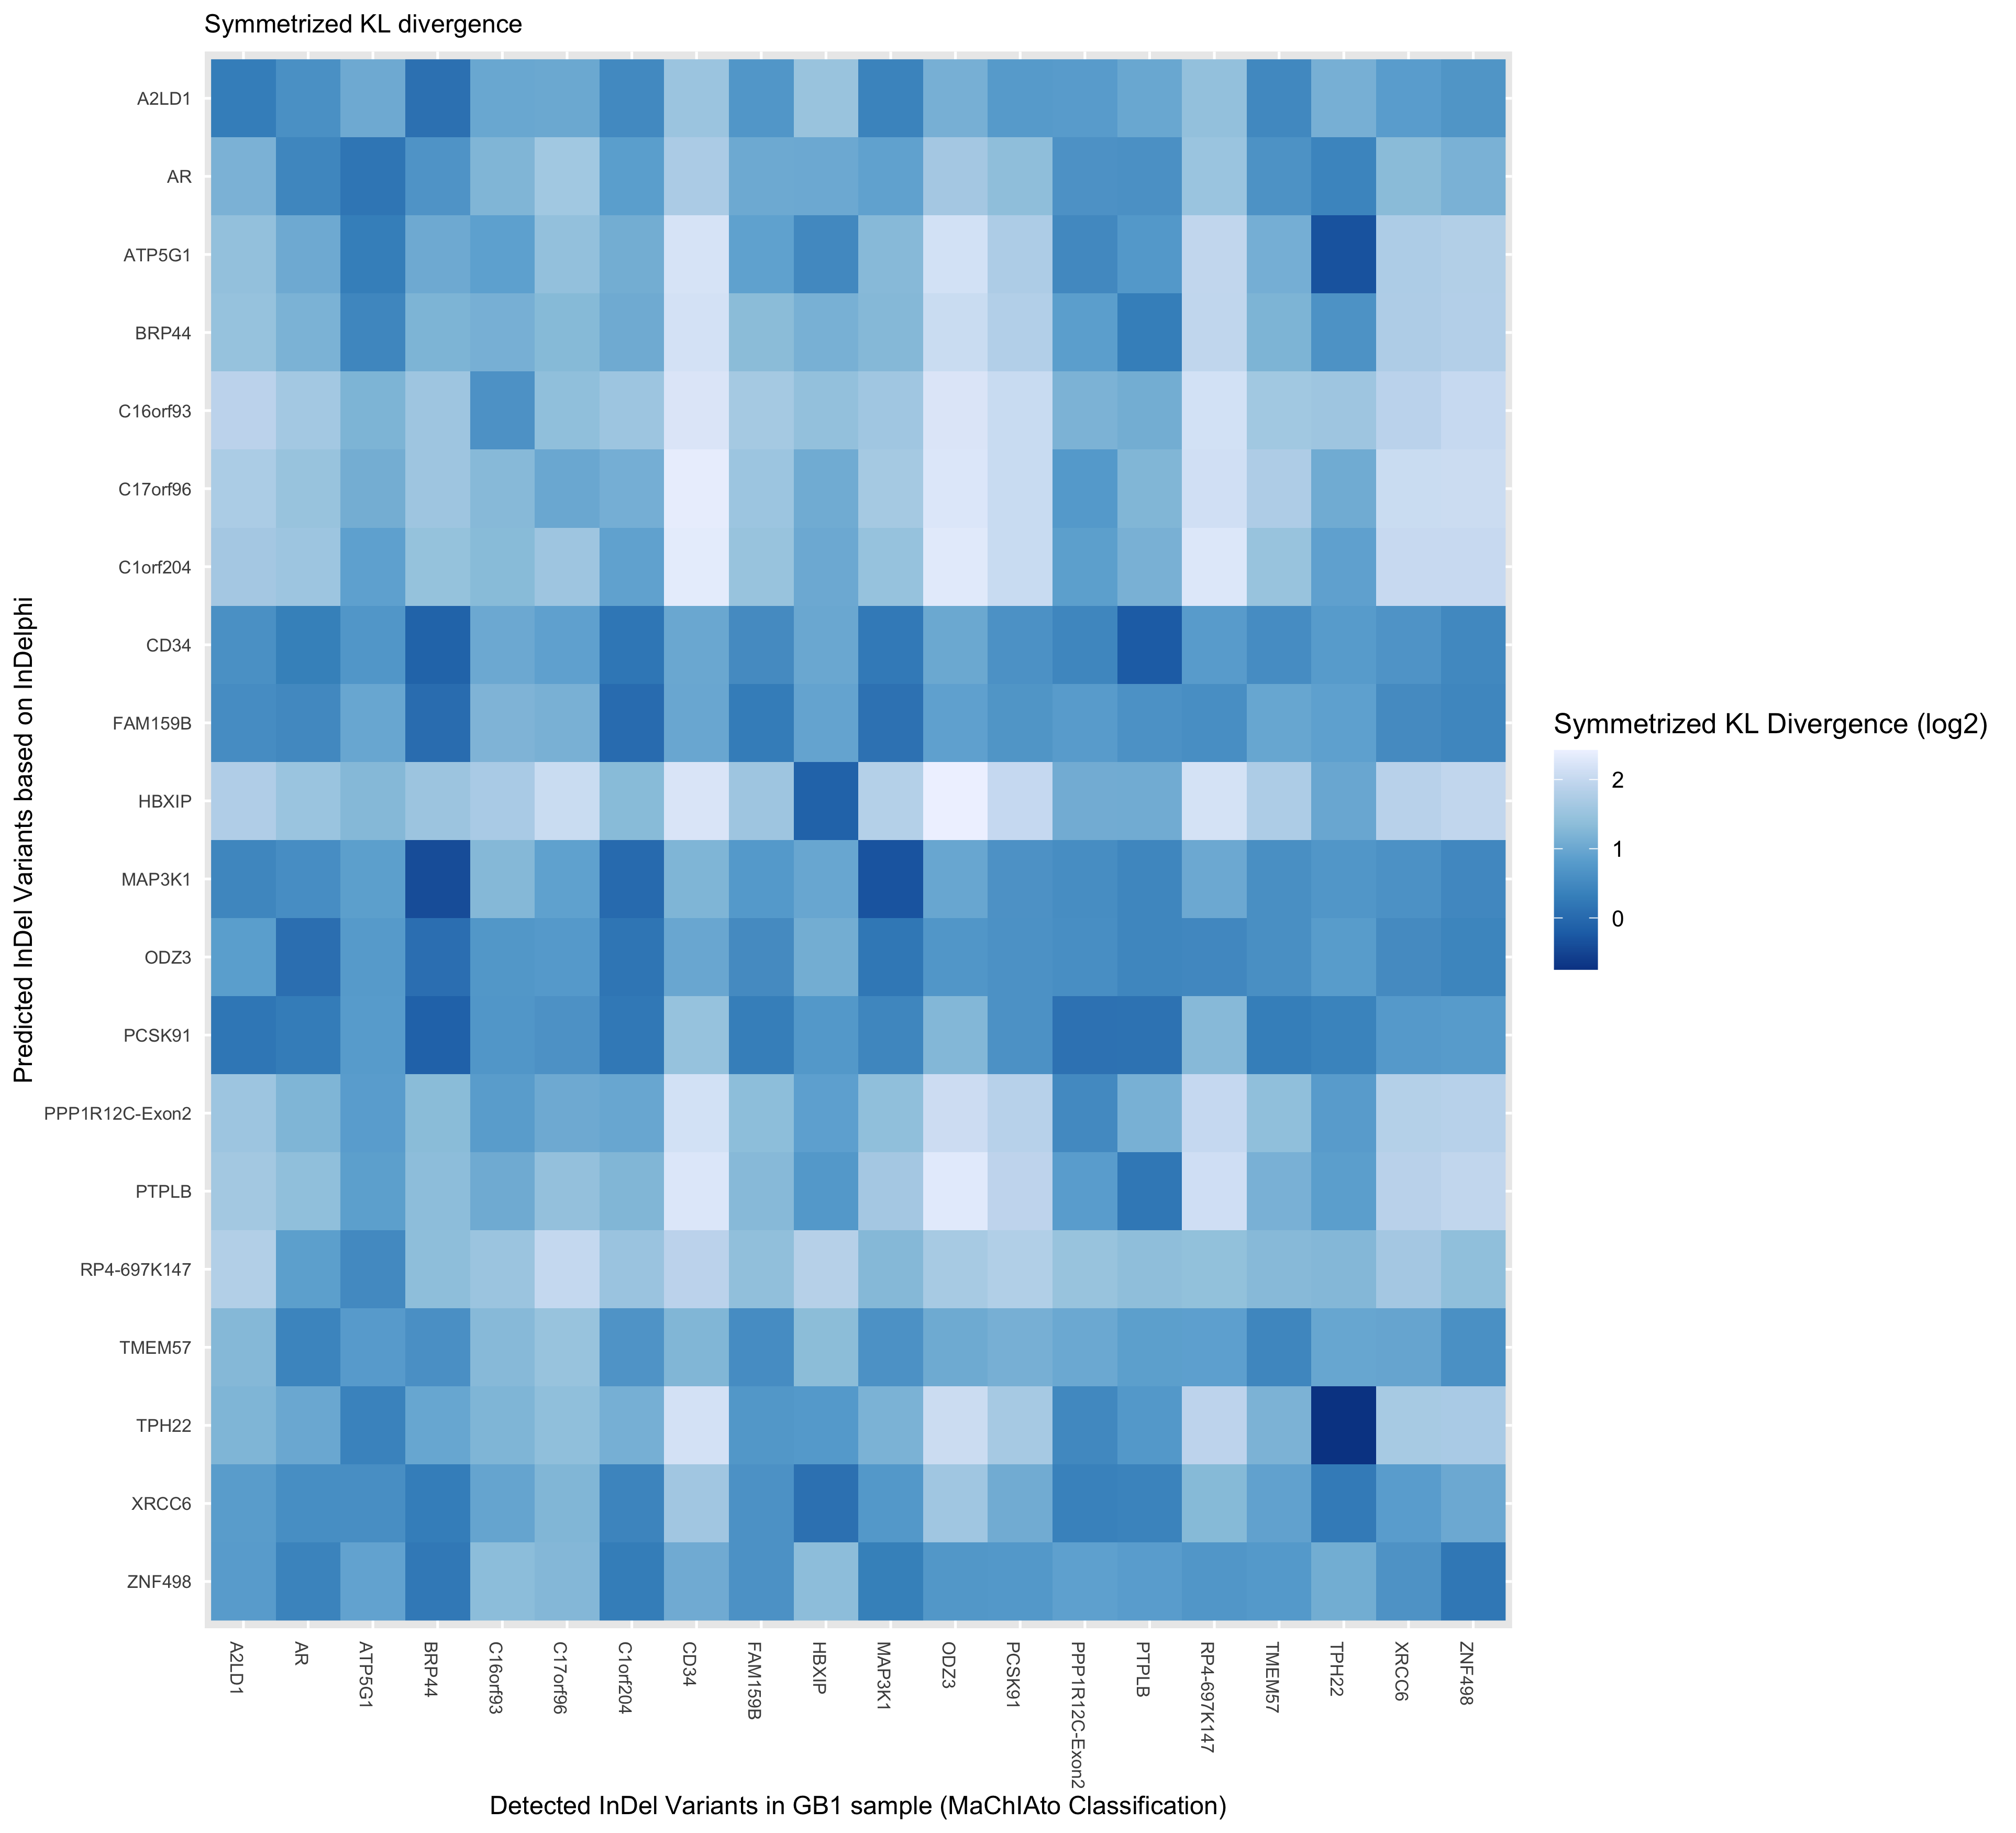 Symmetrized KL divergence
Predicted InDel Variants based on InDelphi
A2LD1
AR
ATP5G1
BRP44
C16orf93
C17orf96
C1orf204
CD34
FAM159B
HBXIP
MAP3K1
ODZ3
PCSK91
PPP1R12C-Exon2
PTPLB
RP4-697K147
TMEM57
TPH22
XRCC6
ZNF498
A2LD1
AR
ATP5G1
BRP44
C16orf93
C17orf96
C1orf204
CD34
FAM159B
HBXIP
MAP3K1
ODZ3
PCSK91
PPP1R12C-Exon2
PTPLB
RP4-697K147
TMEM57
TPH22
XRCC6
ZNF498
Detected InDel Variants in GB1 sample (MaChIAto Classification)
Symmetrized KL Divergence (log2)
2
1
0